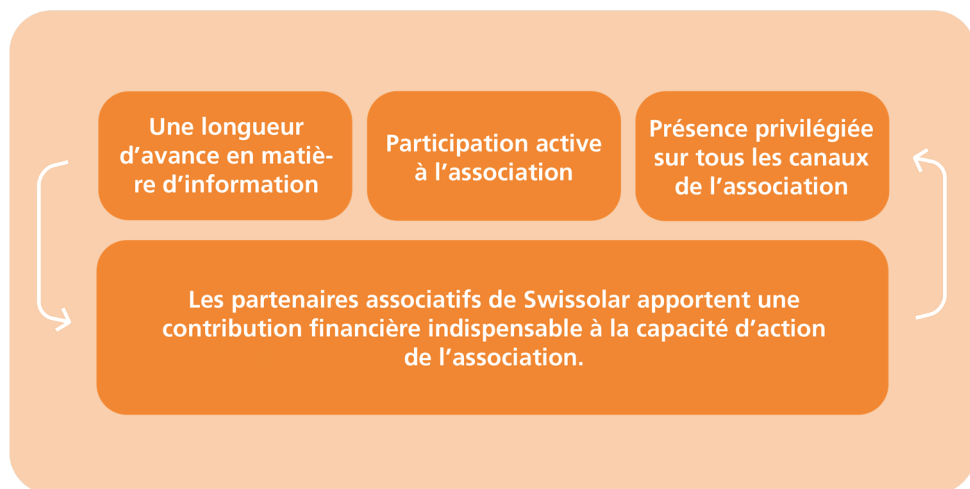 Une longueur
d’avance en matiè-
re d’information
Participation active
à l’association
Présence privilégiée
sur tous les canaux
de l’association
Les partenaires associatifs de Swissolar apportent une
contribution financière indispensable à la capacité d’action
de l’association.